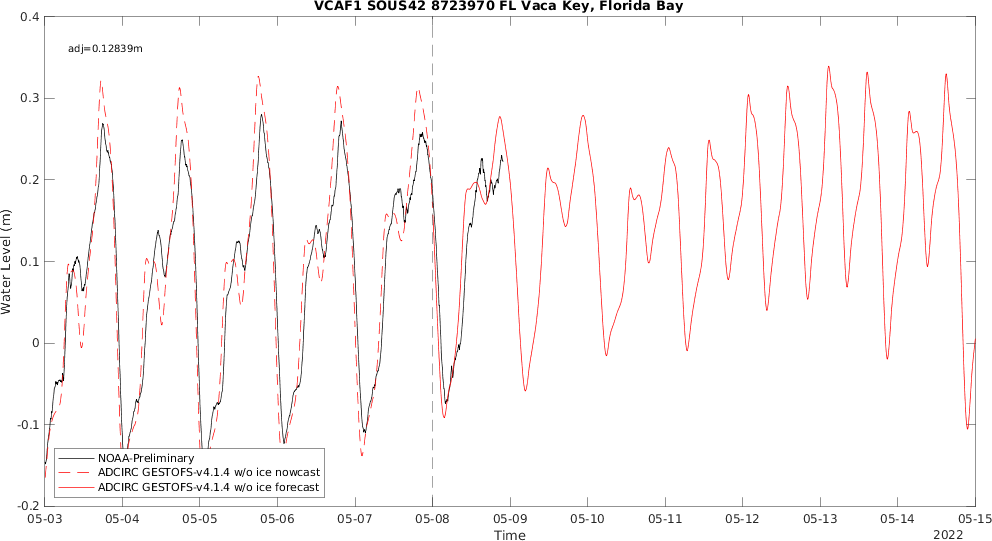 VCAF1 SOUS42 8723970 FL Vaca Key, Florida Bay
adj=0.12839m
0.4
0.3
0.2
0.1
0
-0.1
-0.2
Water Level (m)
NOAA-Preliminary
ADCIRC GESTOFS-v4.1.4 w/o ice nowcast
ADCIRC GESTOFS-v4.1.4 w/o ice forecast
05-03 05-04 05-05 05-06 05-07 05-08 05-09 05-10 05-11 05-12 05-13 05-14 05-15
Time
2022